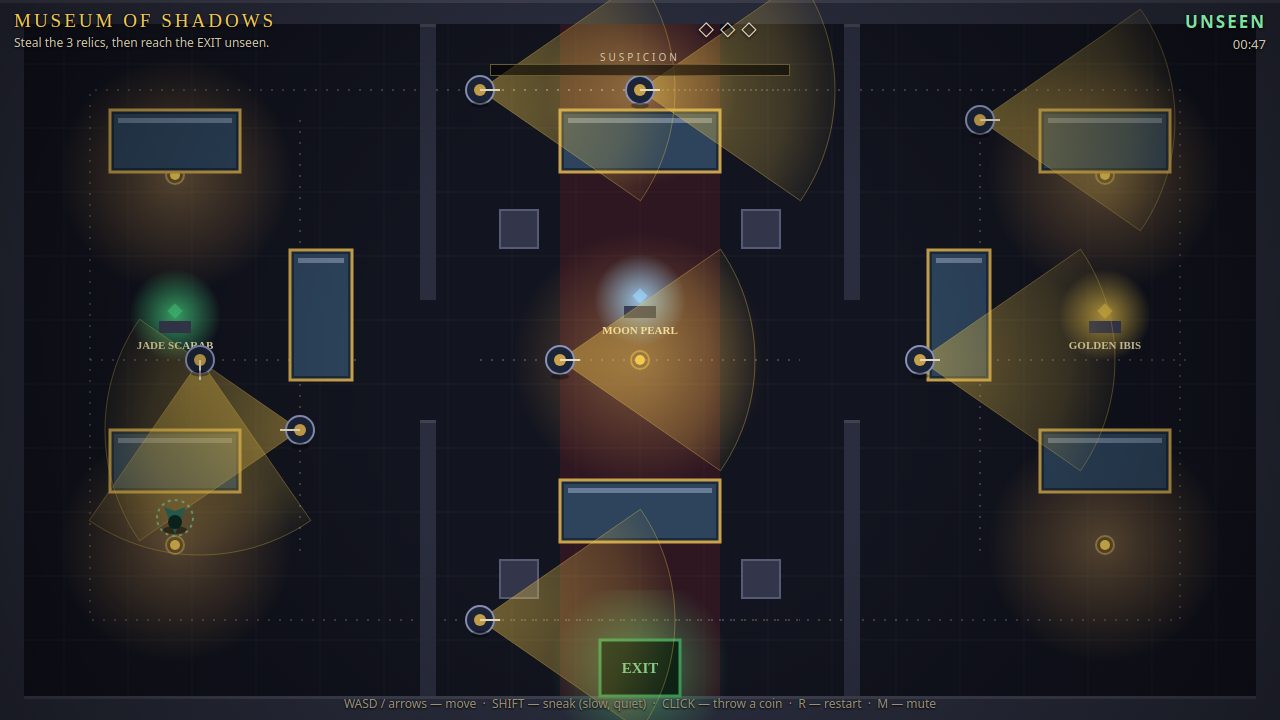 MUSEUM OF SHADOWS
Steal the 3 relics, then reach the EXIT unseen.
UNSEEN
00:47
SUSPICION
MOON PEARL
JADE SCARAB
GOLDEN IBIS
EXIT
WASD / arrows — move · SHIFT — sneak (slow, quiet) · CLICK — throw a coin · R — restart · M — mute